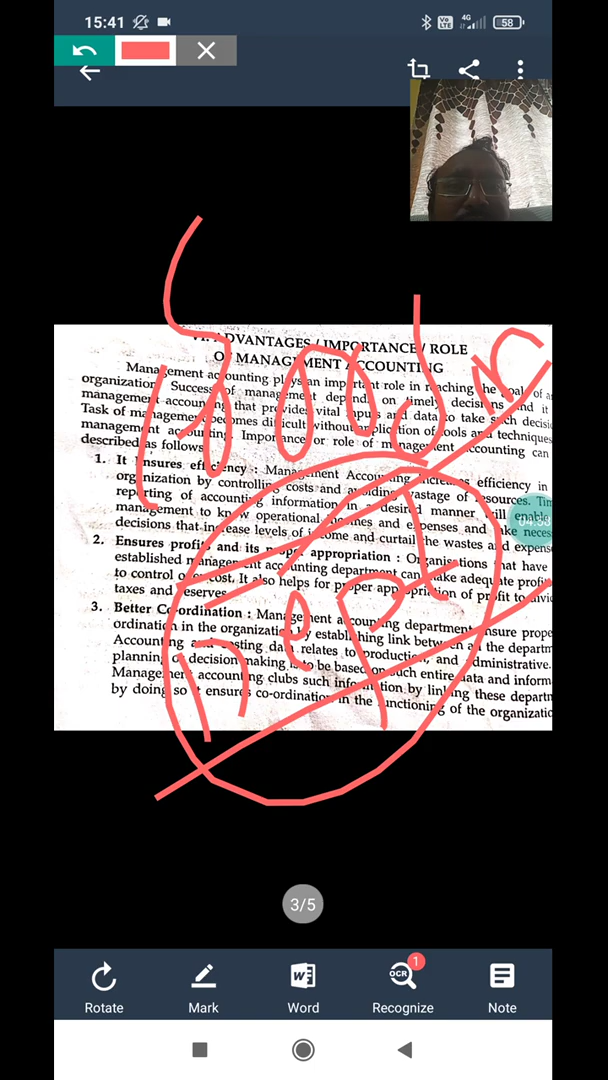 15:41
4G
58
VI. ADVANTAGES / IMPORTANCE / ROLE
OF MANAGEMENT ACCOUNTING
Management accounting plays an important role in reaching the goal of a
organization. Success of management depends on timely decisions and it
management accounting that provides vital inputs and data to take such decisi
Task of management becomes difficult without application of tools and techniques
management accounting. Importance or role of management accounting can
described as follows
1. It Ensures efficiency : Management Accounting increases efficiency in
organization by controlling costs and avoiding wastage of resources. Tim
reporting of accounting information in a desired manner will enable
management to know operational incomes and expenses and take neces
decisions that increase levels of income and curtail the wastes and expens
2. Ensures profits and its proper appropriation : Organisations that have
established management accounting department can make adequate profit
to control over cost. It also helps for proper appropriation of profit to divid
taxes and reserves
3. Better Co-ordination : Management accounting department ensure prope
ordination in the organization by establishing link between all the departm
Accounting and costing data relates to production, and administrative.
planning or decision making is to be based on such entire data and inform
Management accounting clubs such information by linking these departm
by doing so it ensures co-ordination in the functioning of the organizatio
3/5
OCR
1
Rotate
Mark
Word
Recognize
Note